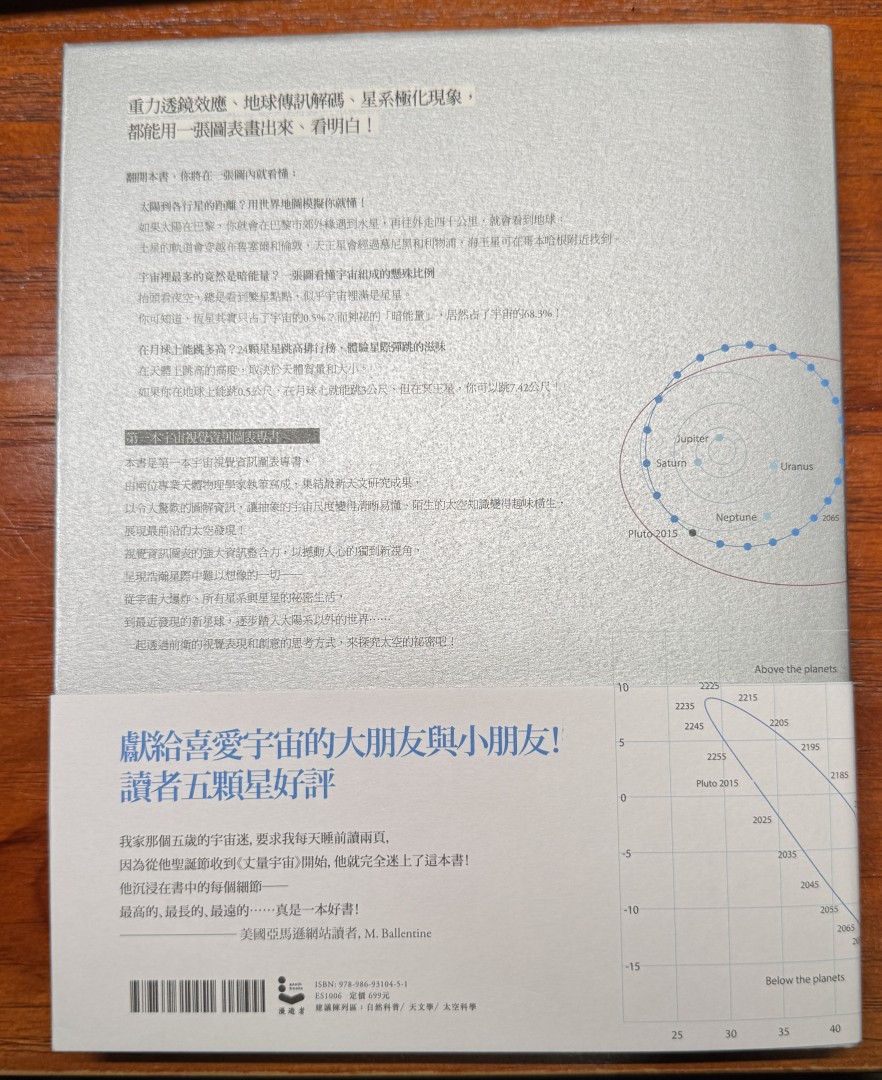 重力透鏡效應、地球傳訊解碼、星系極化現象，
都能用一張圖表畫出來、看明白！
翻開本書、你將在一張圖內就看懂：
太陽到各行星的距離？用世界地圖模擬你就懂！
如果太陽在巴黎，你就會在巴黎市郊外緣遇到水星，再往外走四十公里，就會看到地球；
土星的軌道會穿越布魯塞爾和倫敦，天王星會經過慕尼黑和利物浦，海王星可在哥本哈根附近找到。
宇宙裡最多的竟然是暗能量？一張圖看懂宇宙組成的懸殊比例
抬頭看夜空，總是看到繁星點點，似乎宇宙裡滿是星星。
你可知道，恆星其實只占了宇宙的0.5%？而神祕的「暗能量」，居然占了宇宙的68.3%！
在月球上能跳多高？24顆星星跳高排行榜，體驗星際彈跳的滋味
在天體上跳高的高度，取決於天體質量和大小，
如果你在地球上能跳0.5公尺，在月球上就能跳3公尺，但在冥王星，你可以跳7.42公尺！
第一本宇宙視覺資訊圖表專書
本書是第一本宇宙視覺資訊圖表專書，
由兩位專業天體物理學家執筆寫成，集結最新天文研究成果，
以令人驚歎的圖解資訊，讓抽象的宇宙尺度變得清晰易懂、陌生的太空知識變得趣味橫生，
展現最前沿的太空發現！
視覺資訊圖表的強大資訊整合力，以撼動人心的獨到新視角，
呈現浩瀚星際中難以想像的一切——
從宇宙大爆炸、所有星系與星星的祕密生活，
到最近發現的新星球，逐步踏入太陽系以外的世界……
一起透過前衛的視覺表現和創意的思考方式，來探究太空的祕密吧！
Jupiter
Saturn
Uranus
Neptune
Pluto 2015
2065
Above the planets
10
5
0
-5
-10
-15
2225
2235
2215
2245
2205
2255
2195
Pluto 2015
2185
2025
2035
2045
2055
2065
Below the planets
25
30
35
40
獻給喜愛宇宙的大朋友與小朋友！
讀者五顆星好評
我家那個五歲的宇宙迷，要求我每天睡前讀兩頁，
因為從他聖誕節收到《丈量宇宙》開始，他就完全迷上了這本書！
他沉浸在書中的每個細節——
最高的、最長的、最遠的……真是一本好書！
——美國亞馬遜網站讀者, M. Ballentine
azoth books
漫遊者
ISBN: 978-986-93104-5-1
ES1006 定價 699元
建議陳列區：自然科普/ 天文學/ 太空科學